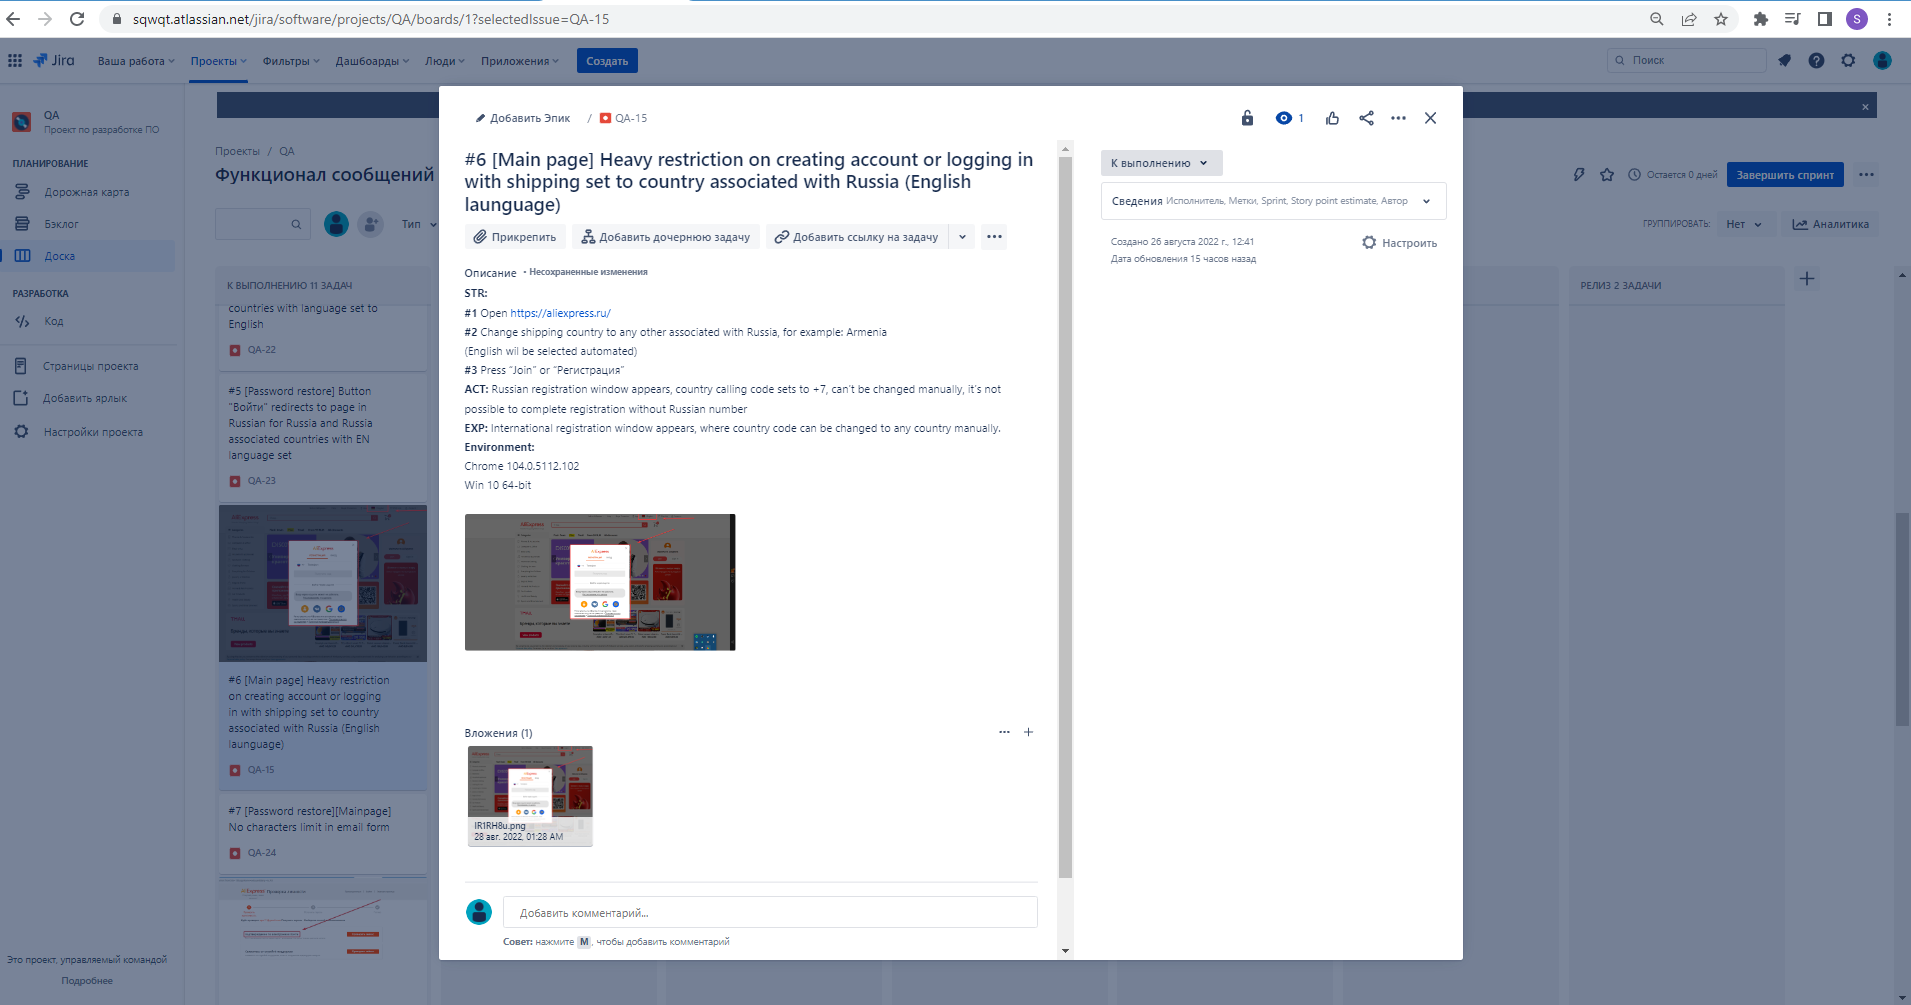 sqwqt.atlassian.net/jira/software/projects/QA/boards/1?selectedIssue=QA-15
S
Jira
Ваша работа
Проекты
Фильтры
Дашборды
Люди
Приложения
Создать
Поиск
QA
Проект по разработке ПО
ПЛАНИРОВАНИЕ
Дорожная карта
Бэклог
Доска
РАЗРАБОТКА
Код
Страницы проекта
Добавить ярлык
Настройки проекта
Это проект, управляемый командой
Подробнее
Проекты / QA
Функционал сообщений
Тип
Остается 0 дней
Завершить спринт
ГРУППИРОВАТЬ:
Нет
Аналитика
К ВЫПОЛНЕНИЮ 11 ЗАДАЧ
countries with language set to
English
QA-22
#5 [Password restore] Button
"Войти" redirects to page in
Russian for Russia and Russia
associated countries with EN
language set
QA-23
#6 [Main page] Heavy restriction
on creating account or logging
in with shipping set to country
associated with Russia (English
launguage)
QA-15
#7 [Password restore][Mainpage]
No characters limit in email form
QA-24
РЕЛИЗ 2 ЗАДАЧИ
Добавить Эпик / QA-15
1
#6 [Main page] Heavy restriction on creating account or logging in
with shipping set to country associated with Russia (English
launguage)
Прикрепить
Добавить дочернюю задачу
Добавить ссылку на задачу
Описание • Несохраненные изменения
STR:
#1 Open https://aliexpress.ru/
#2 Change shipping country to any other associated with Russia, for example: Armenia
(English wil be selected automated)
#3 Press “Join” or “Регистрация”
ACT: Russian registration window appears, country calling code sets to +7, can’t be changed manually, it’s not
possible to complete registration without Russian number
EXP: International registration window appears, where country code can be changed to any country manually.
Environment:
Chrome 104.0.5112.102
Win 10 64-bit
Вложения (1)
IR1RH8u.png
28 авг. 2022, 01:28 AM
Добавить комментарий...
Совет: нажмите M, чтобы добавить комментарий
К выполнению
Сведения Исполнитель, Метки, Sprint, Story point estimate, Автор
Создано 26 августа 2022 г., 12:41
Дата обновления 15 часов назад
Настроить